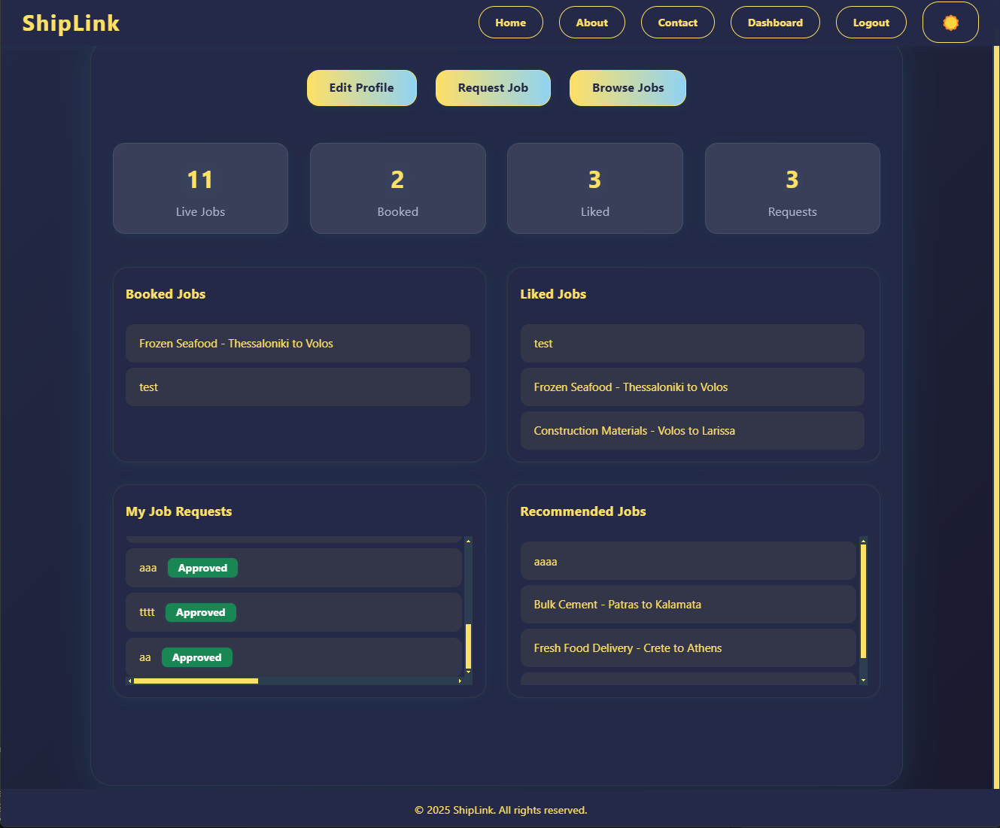 ShipLink
Home
About
Contact
Dashboard
Logout
Edit Profile
Request Job
Browse Jobs
11
Live Jobs
2
Booked
3
Liked
3
Requests
Booked Jobs
Frozen Seafood - Thessaloniki to Volos
test
Liked Jobs
test
Frozen Seafood - Thessaloniki to Volos
Construction Materials - Volos to Larissa
My Job Requests
aaa Approved
tttt Approved
aa Approved
Recommended Jobs
aaaa
Bulk Cement - Patras to Kalamata
Fresh Food Delivery - Crete to Athens
© 2025 ShipLink. All rights reserved.